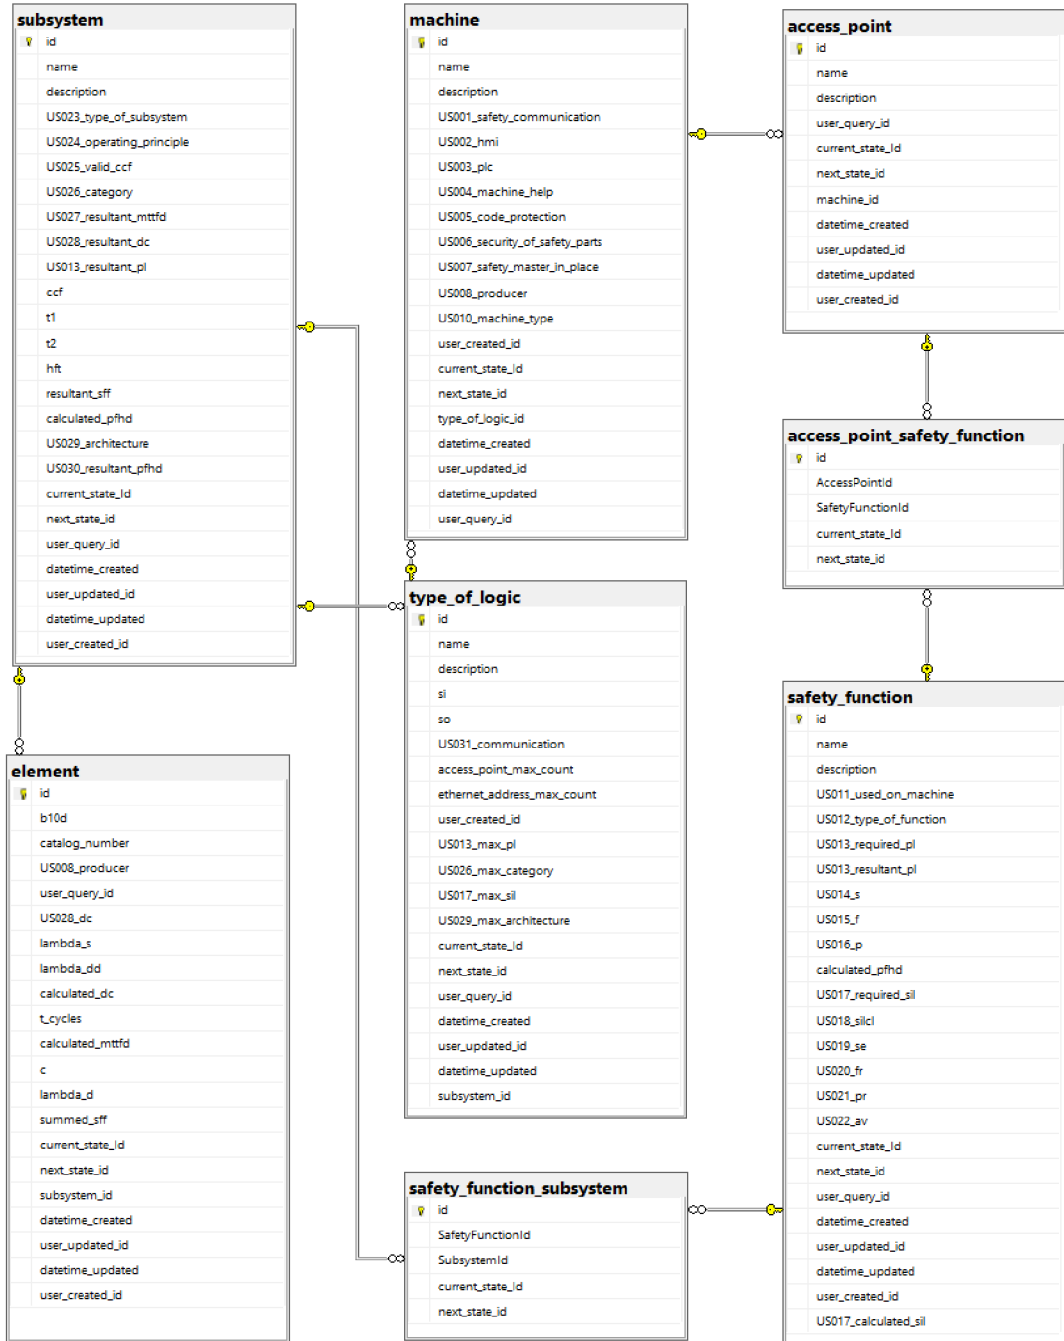 subsystem
id
name
description
US023_type_of_subsystem
US024_operating_principle
US025_valid_ccf
US026_category
US027_resultant_mttfd
US028_resultant_dc
US013_resultant_pl
ccf
t1
t2
hft
resultant_sff
calculated_pfhd
US029_architecture
US030_resultant_pfhd
current_state_Id
next_state_id
user_query_id
datetime_created
user_updated_id
datetime_updated
user_created_id
element
id
b10d
catalog_number
US008_producer
user_query_id
US028_dc
lambda_s
lambda_dd
calculated_dc
t_cycles
calculated_mttfd
c
lambda_d
summed_sff
current_state_Id
next_state_id
subsystem_id
datetime_created
user_updated_id
datetime_updated
user_created_id
machine
id
name
description
US001_safety_communication
US002_hmi
US003_plc
US004_machine_help
US005_code_protection
US006_security_of_safety_parts
US007_safety_master_in_place
US008_producer
US010_machine_type
user_created_id
current_state_Id
next_state_id
type_of_logic_id
datetime_created
user_updated_id
datetime_updated
user_query_id
type_of_logic
id
name
description
si
so
US031_communication
access_point_max_count
ethernet_address_max_count
user_created_id
US013_max_pl
US026_max_category
US017_max_sil
US029_max_architecture
current_state_Id
next_state_id
user_query_id
datetime_created
user_updated_id
datetime_updated
subsystem_id
safety_function_subsystem
id
SafetyFunctionId
SubsystemId
current_state_Id
next_state_id
access_point
id
name
description
user_query_id
current_state_Id
next_state_id
machine_id
datetime_created
user_updated_id
datetime_updated
user_created_id
access_point_safety_function
id
AccessPointId
SafetyFunctionId
current_state_Id
next_state_id
safety_function
id
name
description
US011_used_on_machine
US012_type_of_function
US013_required_pl
US013_resultant_pl
US014_s
US015_f
US016_p
calculated_pfhd
US017_required_sil
US018_silcl
US019_se
US020_fr
US021_pr
US022_av
current_state_Id
next_state_id
user_query_id
datetime_created
user_updated_id
datetime_updated
user_created_id
US017_calculated_sil